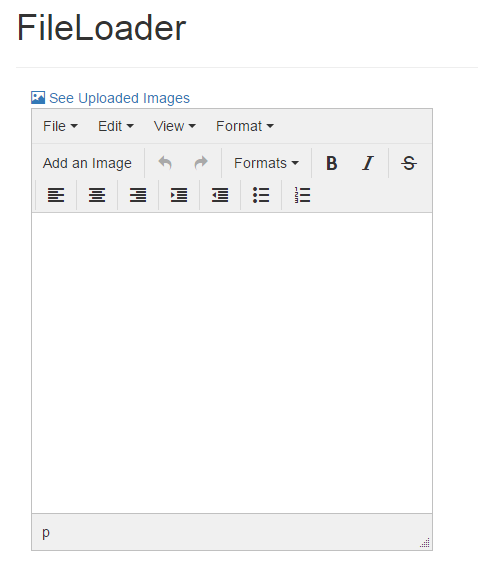 FileLoader
See Uploaded Images
File Edit View Format
Add an Image Formats B I S
p